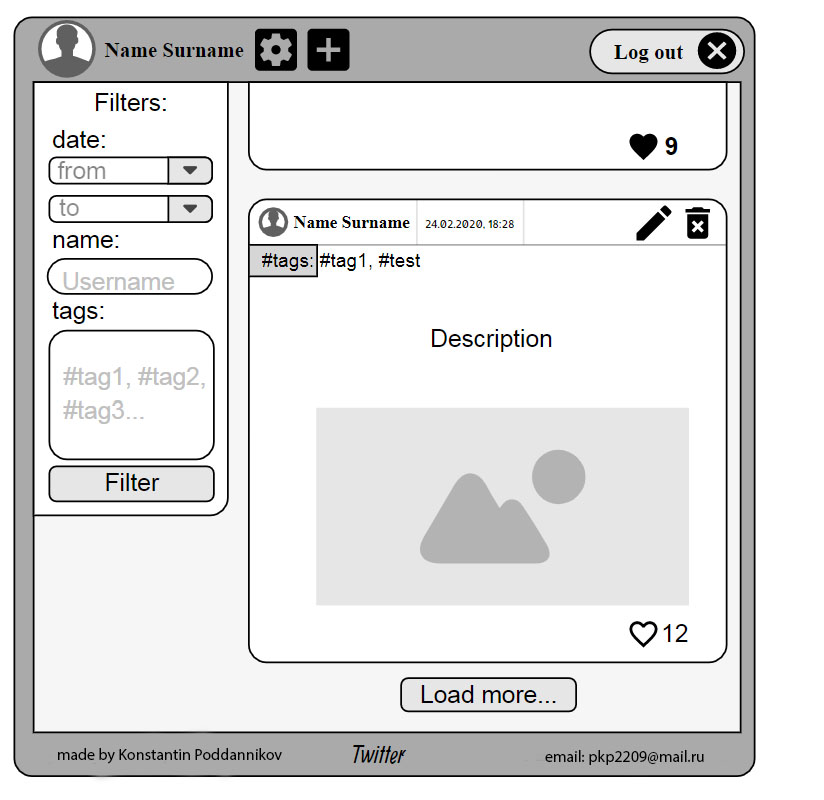 Name Surname
Log out
Filters:
date:
from
to
name:
Username
tags:
#tag1, #tag2,
#tag3...
Filter
9
Name Surname
24.02.2020, 18:28
#tags: #tag1, #test
Description
12
Load more...
made by Konstantin Poddannikov
Twitter
email: pkp2209@mail.ru